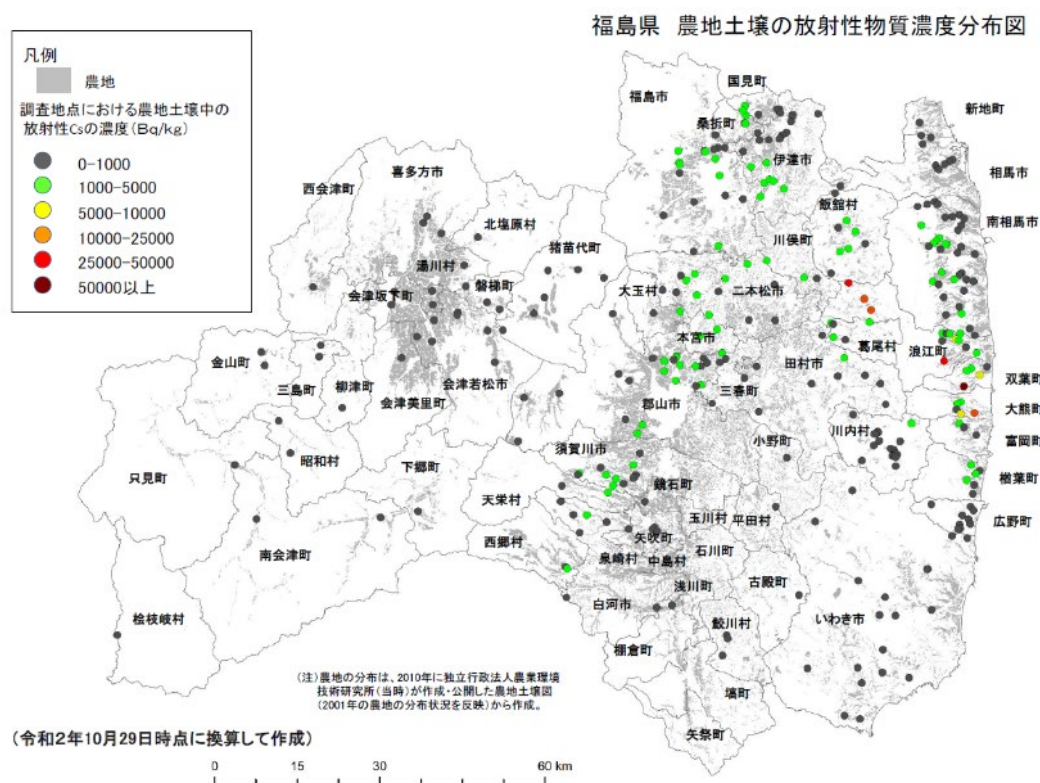 福島県 農地土壌の放射性物質濃度分布図
凡例
農地
調査地点における農地土壌中の
放射性Csの濃度(Bq/kg)
0-1000
1000-5000
5000-10000
10000-25000
25000-50000
50000以上
国見町
福島市
桑折町
新地町
伊達市
相馬市
喜多方市
西会津町
飯舘村
南相馬市
北塩原村
川俣町
猪苗代町
湯川村
磐梯町
大玉村
二本松市
会津坂下町
本宮市
葛尾村
浪江町
金山町
田村市
双葉町
三島町
柳津町
会津若松市
三春町
会津美里町
郡山市
大熊町
川内村
小野町
富岡町
須賀川市
昭和村
下郷町
只見町
天栄村
鏡石町
楢葉町
玉川村
平田村
広野町
西郷村
矢吹町
南会津町
泉崎村
中島村
石川町
浅川町
古殿町
白河市
いわき市
檜枝岐村
鮫川村
棚倉町
塙町
矢祭町
(注)農地の分布は、2010年に独立行政法人農業環境
技術研究所(当時)が作成・公開した農地土壌図
(2001年の農地の分布状況を反映)から作成。
(令和2年10月29日時点に換算して作成)
0 15 30 60 km